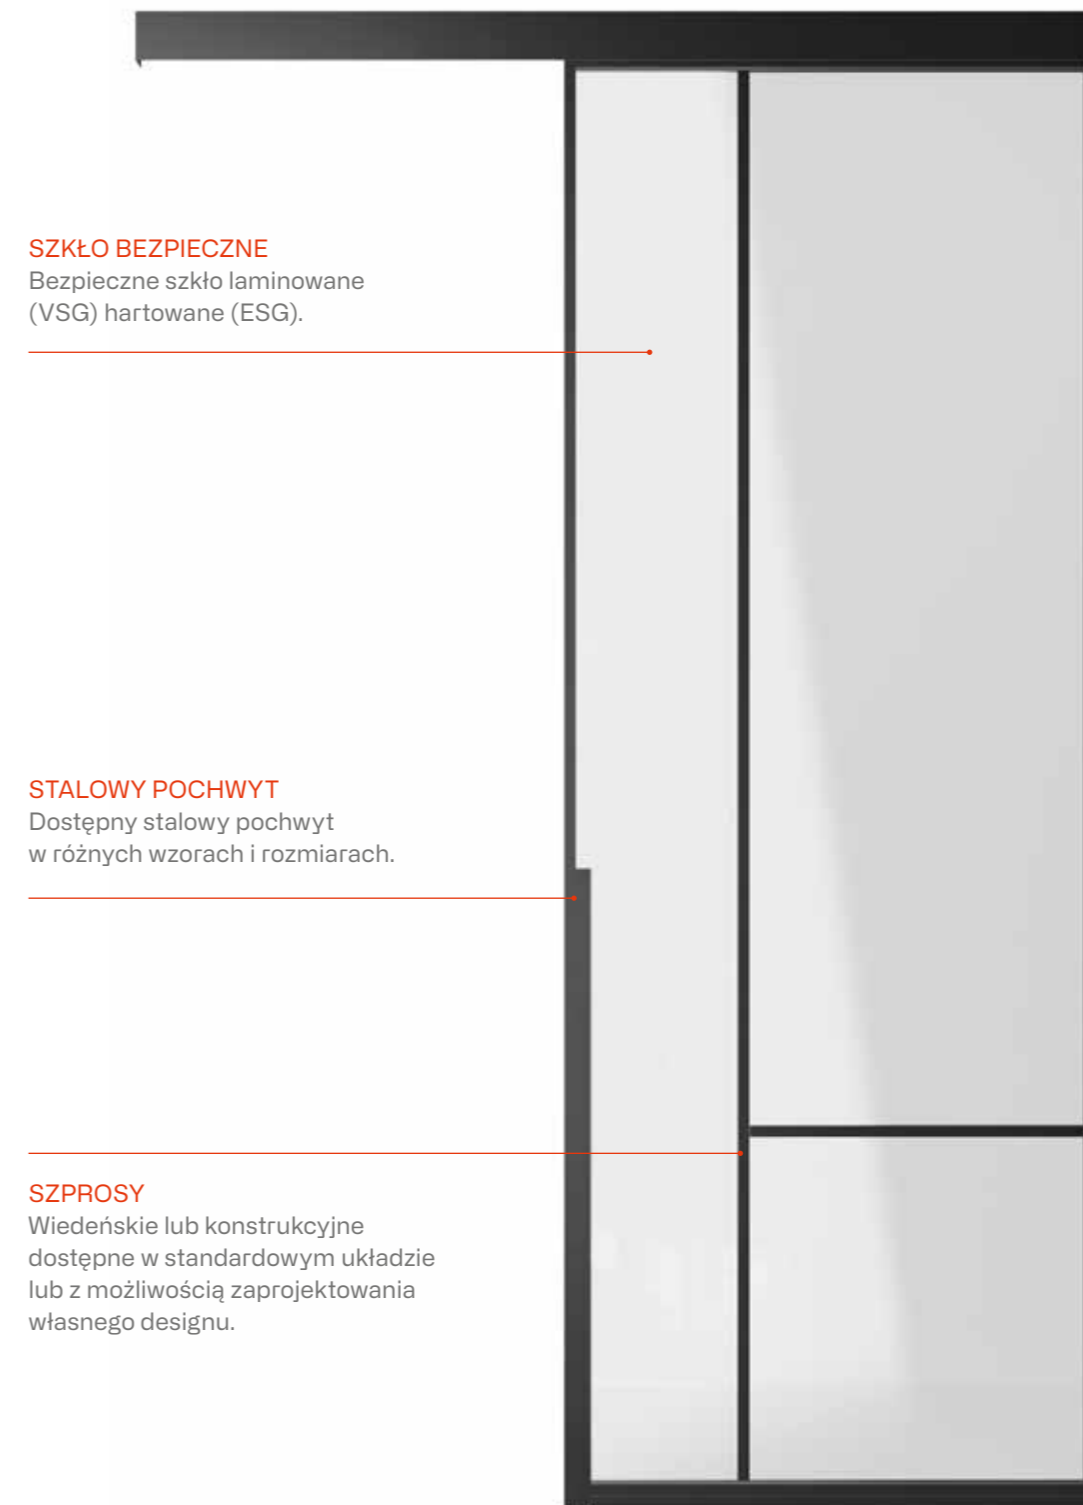 SZKŁO BEZPIECZNE
Bezpieczne szkło laminowane
(VSG) hartowane (ESG).
STALOWY POCHWYT
Dostępny stalowy pochwyt
w różnych wzorach i rozmiarach.
SZPROSY
Wiedeńskie lub konstrukcyjne
dostępne w standardowym układzie
lub z możliwością zaprojektowania
własnego designu.